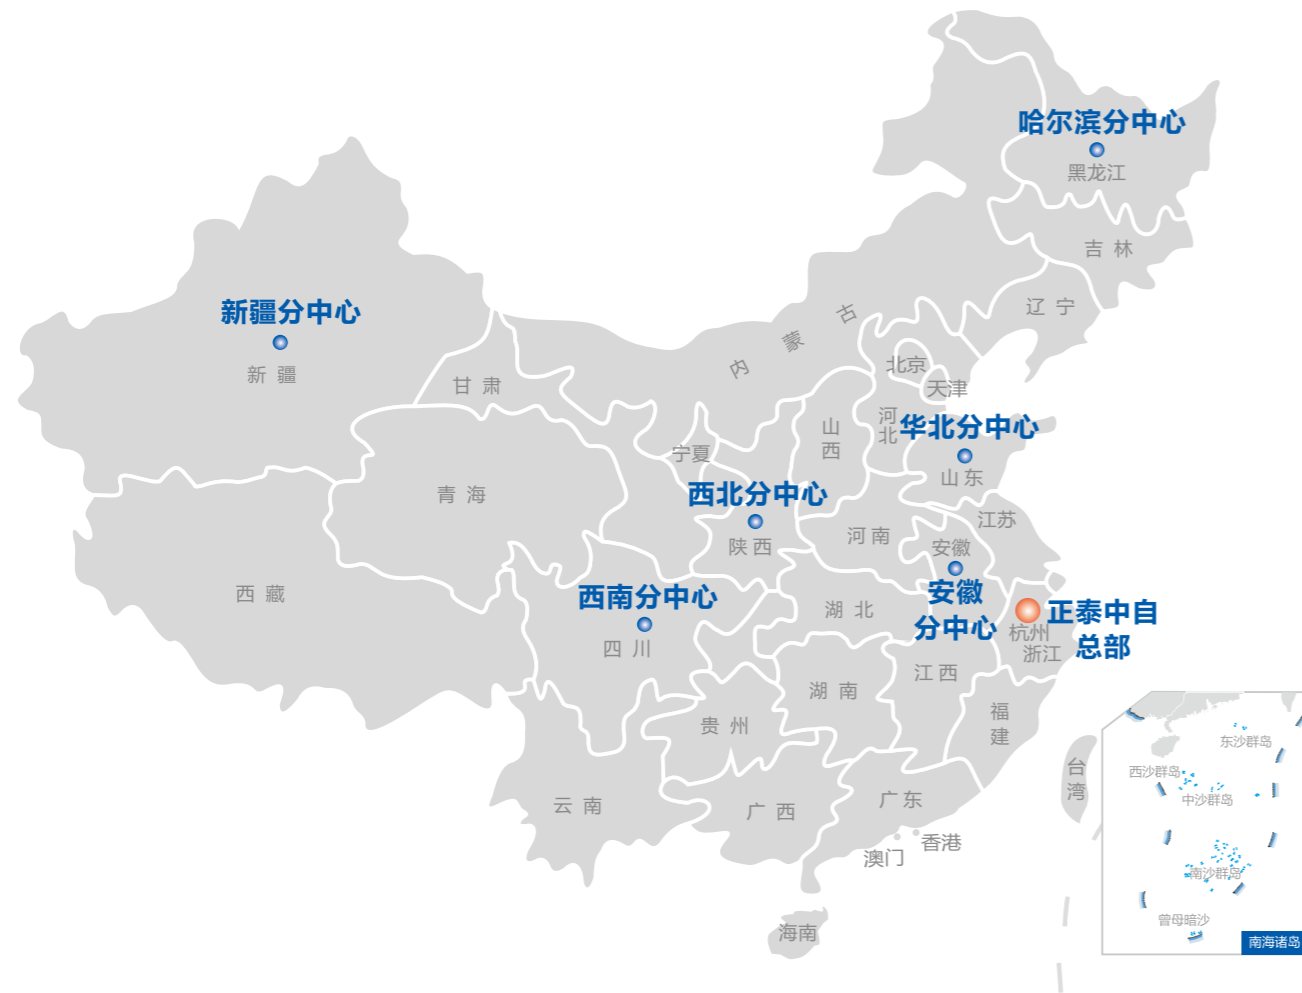 哈尔滨分中心
黑龙江
吉 林
辽 宁
新疆分中心
新 疆
内 蒙 古
甘 肃
北京
天津
河
北
山
西
华北分中心
山东
宁夏
青 海
西北分中心
陕西
河南
江苏
安徽
安徽
分中心
西 藏
西南分中心
四 川
湖 北
正泰中自
总部
杭州
浙江
江西
湖 南
福
建
贵 州
台
湾
云 南
广 西
广东
香港
澳门
海南
东沙群岛
西沙群岛
中沙群岛
南沙群岛
曾母暗沙
南海诸岛